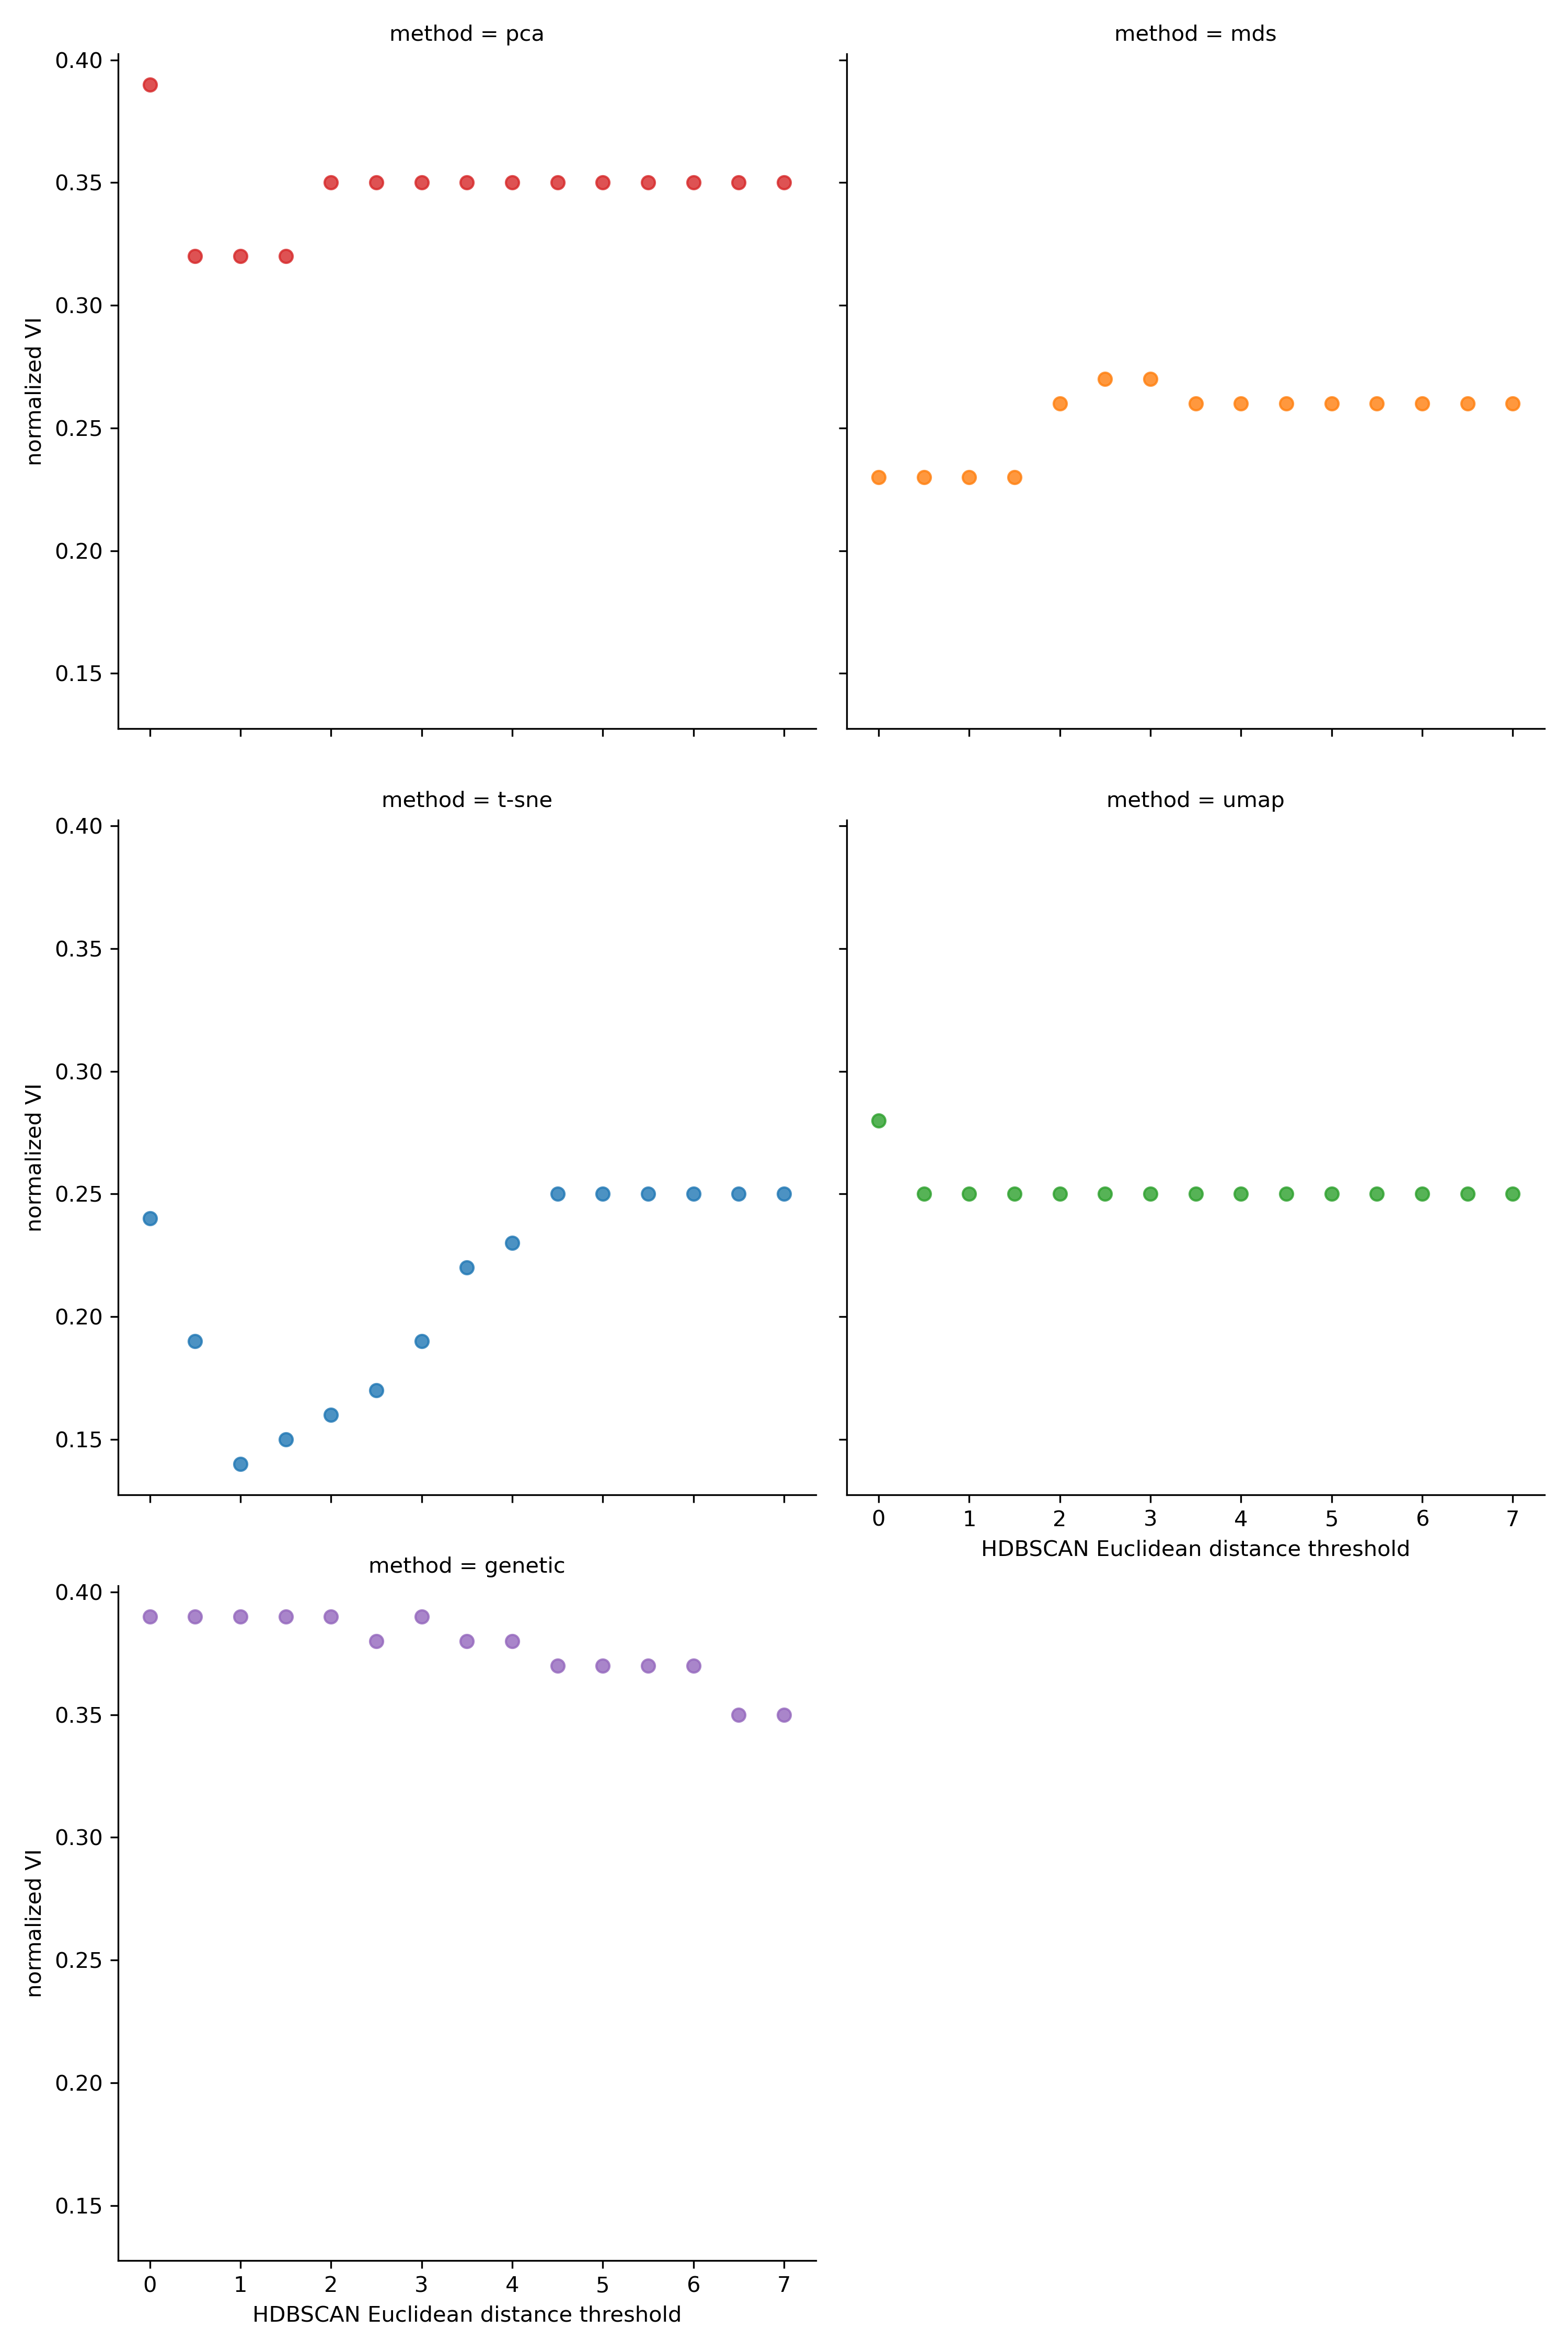 method = pca
method = mds
0.40
0.35
0.30
0.25
0.20
0.15
normalized VI
method = t-sne
method = umap
0.40
0.35
0.30
0.25
0.20
0.15
normalized VI
0 1 2 3 4 5 6 7
HDBSCAN Euclidean distance threshold
method = genetic
0.40
0.35
0.30
0.25
0.20
0.15
normalized VI
0 1 2 3 4 5 6 7
HDBSCAN Euclidean distance threshold